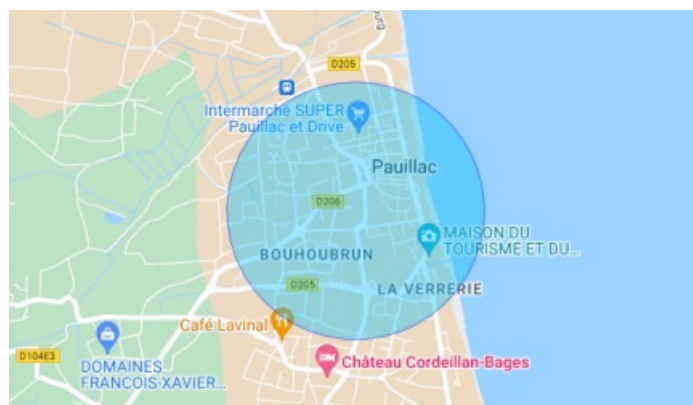 D205
Intermarché SUPER
Pauillac et Drive
Pauillac
D206
MAISON DU
TOURISME ET DU...
BOUHOUBRUN
D205
LA VERRERIE
Café Lavinal
D104E3
DOMAINES
FRANCOIS-XAVIER...
Château Cordeillan-Bages